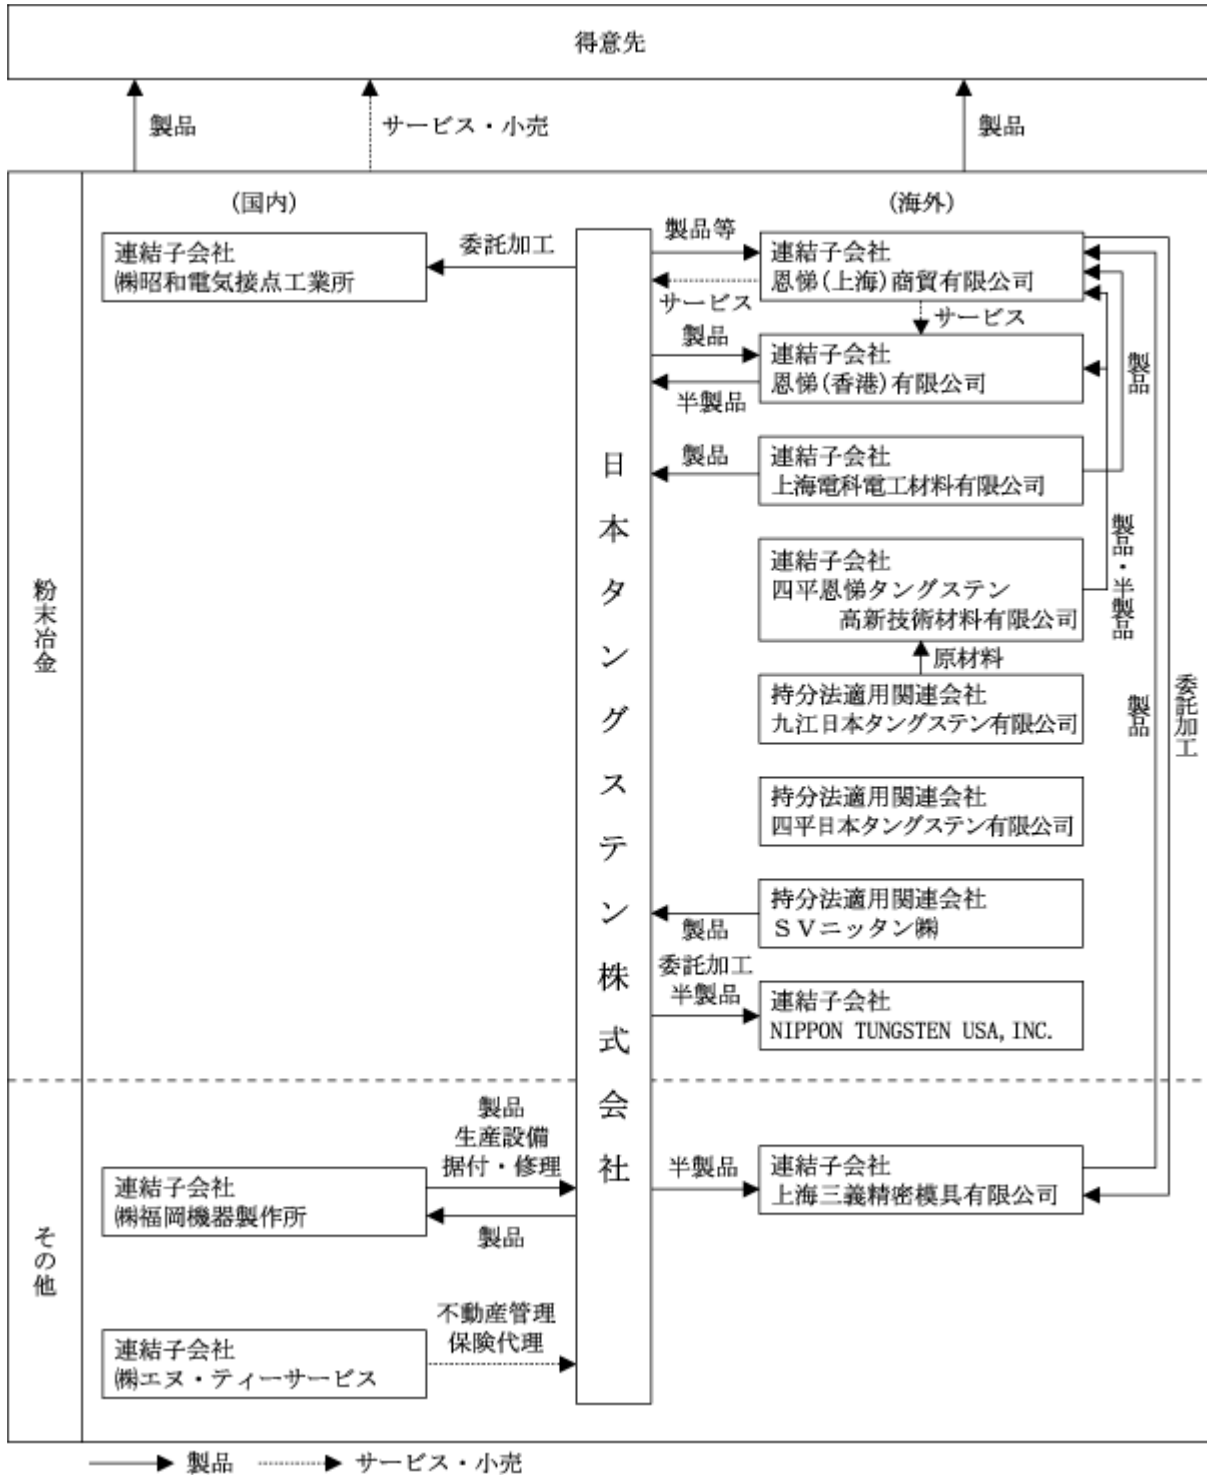 得意先
製品
サービス・小売
製品
粉末冶金
(国内)
(海外)
連結子会社
㈱昭和電気接点工業所
委託加工
日本タングステン株式会社
製品等
サービス
連結子会社
恩悌(上海)商貿有限公司
サービス
製品
半製品
連結子会社
恩悌(香港)有限公司
製品
連結子会社
上海電科電工材料有限公司
製品
連結子会社
四平恩悌タングステン
高新技術材料有限公司
製品・半製品
原材料
持分法適用関連会社
九江日本タングステン有限公司
製品
委託加工
持分法適用関連会社
四平日本タングステン有限公司
持分法適用関連会社
ＳＶニッタン㈱
製品
委託加工
半製品
連結子会社
NIPPON TUNGSTEN USA, INC.
その他
製品
生産設備
据付・修理
連結子会社
㈱福岡機器製作所
製品
半製品
連結子会社
上海三義精密模具有限公司
不動産管理
保険代理
連結子会社
㈱エヌ・ティーサービス
製品
サービス・小売